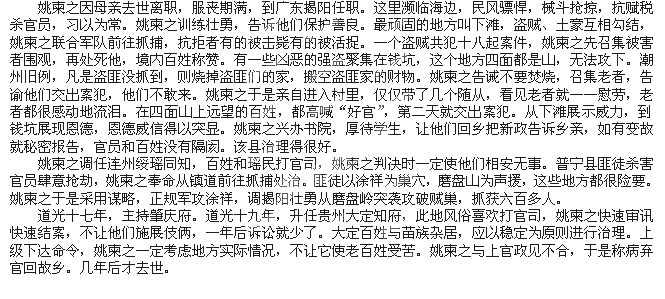 姚柬之因母亲去世离职，服丧期满，到广东揭阳任职。这里濒临海边，民风骠悍，械斗抢掠，抗赋税
杀官员，习以为常。姚柬之训练壮勇，告诉他们保护善良。最顽固的地方叫下滩，盗贼、土豪互相勾结，
姚柬之联合军队前往抓捕，抗拒者有的被击毙有的被活捉。一个盗贼共犯十八起案件，姚柬之先召集被害
者围观，再处死他，境内百姓称赞。有一些凶恶的强盗聚集在钱坑，这个地方四面都是山，无法攻下。潮
州旧例，凡是盗匪没抓到，则烧掉盗匪们的家，搬空盗匪家的财物。姚柬之告诫不要焚烧，召集老者，告
谕他们交出案犯，他们不敢来。姚柬之于是亲自进入村里，仅仅带了几个随从，看见老者就一一慰劳，老
者都很感动地流泪。在四面山上远望的百姓，都高喊“好官”，第二天就交出案犯。从下滩展示威力，到
钱坑展现恩德，恩德威信得以突显。姚柬之兴办书院，厚待学生，让他们回乡把新政告诉乡亲，如有变故
就秘密报告，官员和百姓没有隔阂。该县治理得很好。
姚柬之调任连州绥瑶同知，百姓和瑶民打官司，姚柬之判决时一定使他们相安无事。普宁县匪徒杀害
官员肆意抢劫，姚柬之奉命从镇道前往抓捕处治。匪徒以涂祥为巢穴，磨盘山为声援，这些地方都很险要。
姚柬之于是采用谋略，正规军攻涂祥，调揭阳壮勇从磨盘岭突袭攻破贼巢，抓获六百多人。
道光十七年，主持肇庆府。道光十九年，升任贵州大定知府，此地风俗喜欢打官司，姚柬之快速审讯
快速结案，不让他们施展伎俩，一年后诉讼就少了。大定百姓与苗族杂居，应以稳定为原则进行治理。上
级下达命令，姚柬之一定考虑地方实际情况，不让它使老百姓受苦。姚柬之与上官政见不合，于是称病弃
官回故乡。几年后才去世。